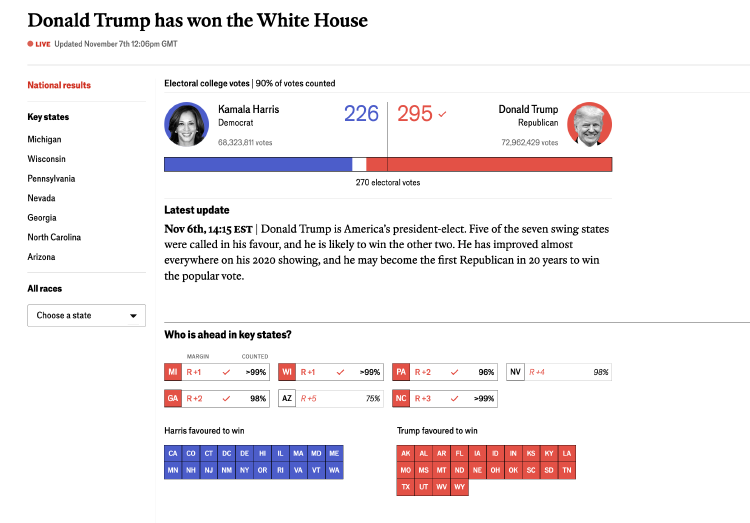 Donald Trump has won the White House
LIVE Updated November 7th 12:06pm GMT
National results
Key states
Michigan
Wisconsin
Pennsylvania
Nevada
Georgia
North Carolina
Arizona
All races
Choose a state
Electoral college votes | 90% of votes counted
Kamala Harris
Democrat
68,323,811 votes
226
295
Donald Trump
Republican
72,962,429 votes
270 electoral votes
Latest update
Nov 6th, 14:15 EST | Donald Trump is America's president-elect. Five of the seven swing states
were called in his favour, and he is likely to win the other two. He has improved almost
everywhere on his 2020 showing, and he may become the first Republican in 20 years to win
the popular vote.
Who is ahead in key states?
MARGIN COUNTED
MI R+1 >99% WI R+1 >99% PA R+2 96% NV R+4 98%
GA R+2 98% AZ R+5 75% NC R+3 >99%
Harris favoured to win
CA CO CT DC DE HI IL MA MD ME
MN NH NJ NM NY OR RI VA VT WA
Trump favoured to win
AK AL AR FL IA ID IN KS KY LA
MO MS MT ND NE OH OK SC SD TN
TX UT WV WY